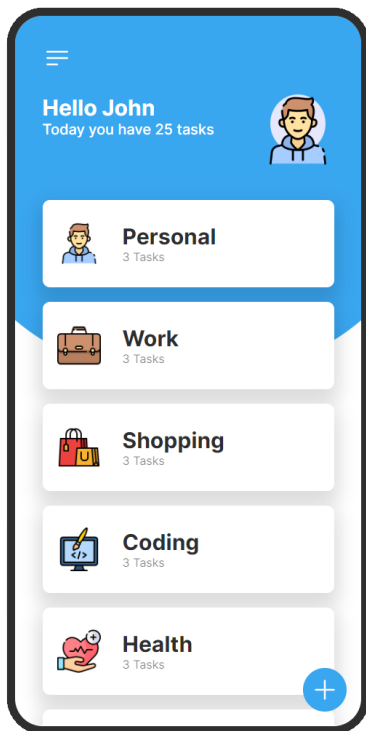 Hello John
Today you have 25 tasks
Personal
3 Tasks
Work
3 Tasks
Shopping
3 Tasks
Coding
3 Tasks
Health
3 Tasks